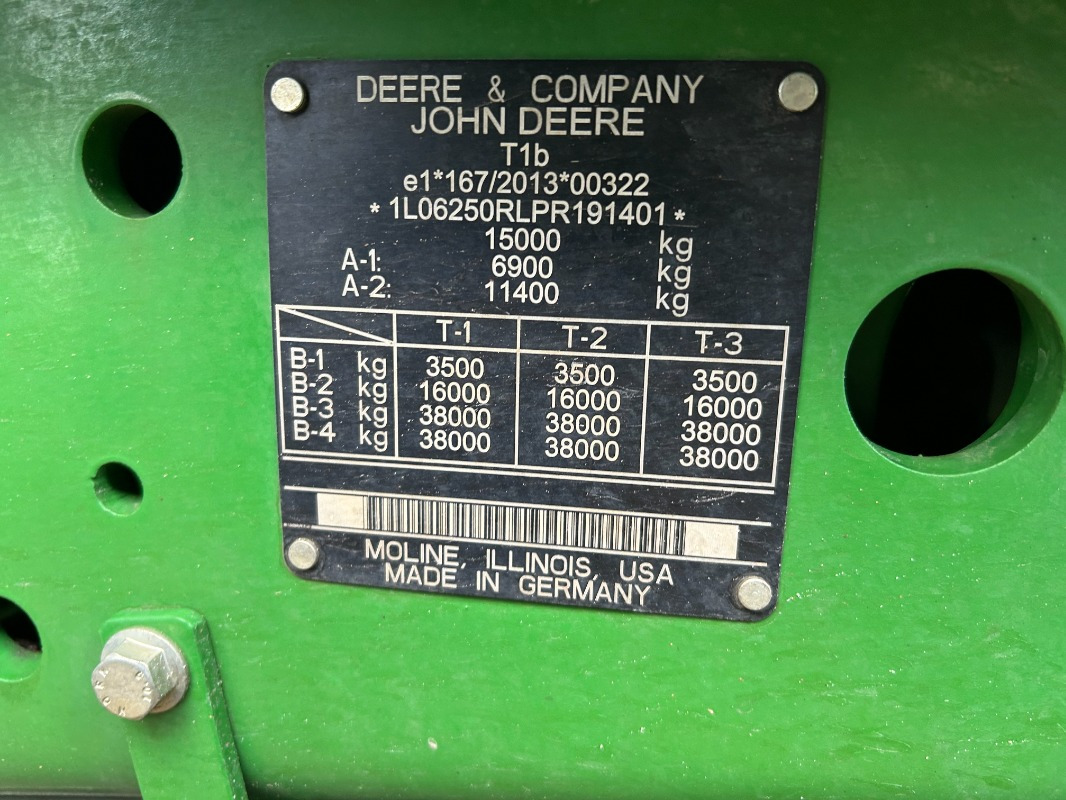 DEERE & COMPANY
JOHN DEERE
T1b
e1*167/2013*00322
* 1L06250RLPR191401 *
15000 kg
A-1: 6900 kg
A-2: 11400 kg
T-1 T-2 T-3
B-1 kg 3500 3500 3500
B-2 kg 16000 16000 16000
B-3 kg 38000 38000 38000
B-4 kg 38000 38000 38000
MOLINE, ILLINOIS, USA
MADE IN GERMANY